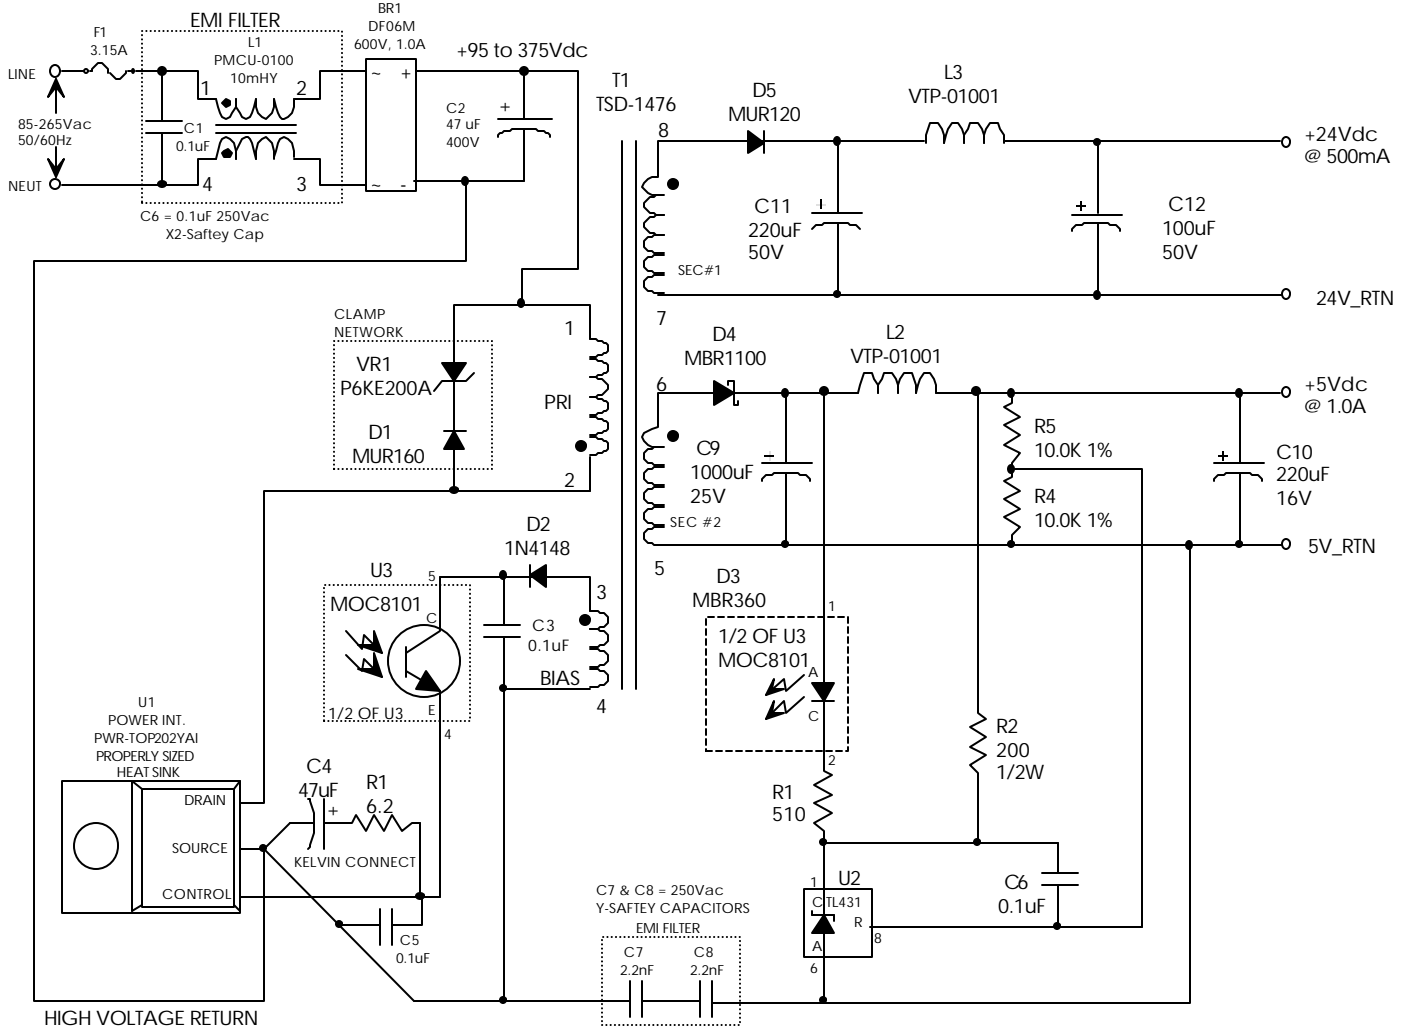 EMI FILTER
F1
3.15A
LINE
85-265Vac
50/60Hz
NEUT
C1
0.1uF
L1
PMCU-0100
10mHY
1
2
4
3
C6 = 0.1uF 250Vac
X2-Saftey Cap
BR1
DF06M
600V, 1.0A
~ +
~ -
+95 to 375Vdc
C2
47 uF
400V
+
T1
TSD-1476
8
D5
MUR120
L3
VTP-01001
+24Vdc
@ 500mA
C11
220uF
50V
+
+
C12
100uF
50V
SEC#1
7
24V_RTN
CLAMP
NETWORK
VR1
P6KE200A
D1
MUR160
1
PRI
2
6
D4
MBR1100
L2
VTP-01001
+5Vdc
@ 1.0A
C9
1000uF
25V
+
R5
10.0K 1%
R4
10.0K 1%
+
C10
220uF
16V
SEC #2
5
5V_RTN
D2
1N4148
3
C3
0.1uF
BIAS
4
U3
5
MOC8101
C
E
1/2 OF U3
4
D3
MBR360
1
1/2 OF U3
MOC8101
A
C
2
R1
510
R2
200
1/2W
U1
POWER INT.
PWR-TOP202YAI
PROPERLY SIZED
HEAT SINK
DRAIN
SOURCE
CONTROL
C4
47uF
+
R1
6.2
KELVIN CONNECT
C5
0.1uF
C7 & C8 = 250Vac
Y-SAFTEY CAPACITORS
EMI FILTER
C7
2.2nF
C8
2.2nF
1
U2
C TL431
R
8
A
6
C6
0.1uF
HIGH VOLTAGE RETURN